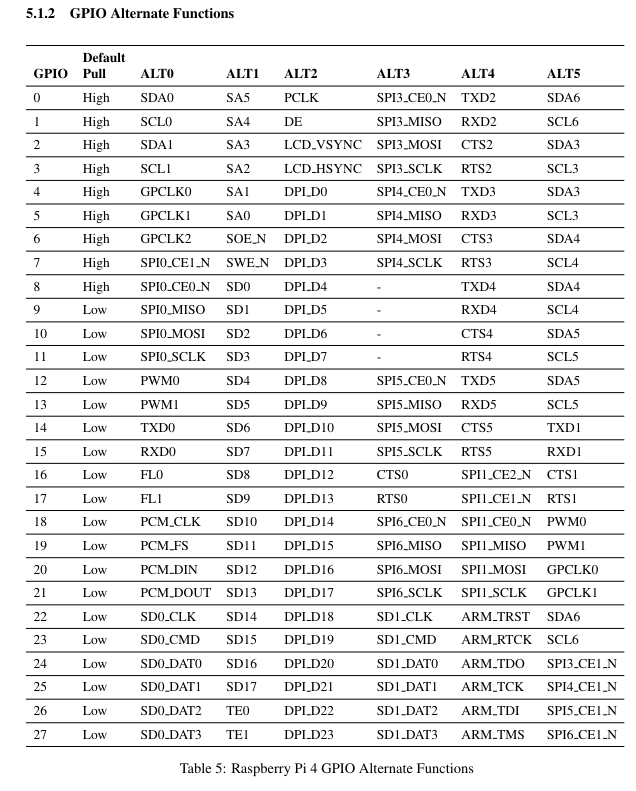 5.1.2 GPIO Alternate Functions
Default
GPIO Pull ALT0 ALT1 ALT2 ALT3 ALT4 ALT5
0 High SDA0 SA5 PCLK SPI3_CE0_N TXD2 SDA6
1 High SCL0 SA4 DE SPI3_MISO RXD2 SCL6
2 High SDA1 SA3 LCD_VSYNC SPI3_MOSI CTS2 SDA3
3 High SCL1 SA2 LCD_HSYNC SPI3_SCLK RTS2 SCL3
4 High GPCLK0 SA1 DPI_D0 SPI4_CE0_N TXD3 SDA3
5 High GPCLK1 SA0 DPI_D1 SPI4_MISO RXD3 SCL3
6 High GPCLK2 SOE_N DPI_D2 SPI4_MOSI CTS3 SDA4
7 High SPI0_CE1_N SWE_N DPI_D3 SPI4_SCLK RTS3 SCL4
8 High SPI0_CE0_N SD0 DPI_D4 - TXD4 SDA4
9 Low SPI0_MISO SD1 DPI_D5 - RXD4 SCL4
10 Low SPI0_MOSI SD2 DPI_D6 - CTS4 SDA5
11 Low SPI0_SCLK SD3 DPI_D7 - RTS4 SCL5
12 Low PWM0 SD4 DPI_D8 SPI5_CE0_N TXD5 SDA5
13 Low PWM1 SD5 DPI_D9 SPI5_MISO RXD5 SCL5
14 Low TXD0 SD6 DPI_D10 SPI5_MOSI CTS5 TXD1
15 Low RXD0 SD7 DPI_D11 SPI5_SCLK RTS5 RXD1
16 Low FL0 SD8 DPI_D12 CTS0 SPI1_CE2_N CTS1
17 Low FL1 SD9 DPI_D13 RTS0 SPI1_CE1_N RTS1
18 Low PCM_CLK SD10 DPI_D14 SPI6_CE0_N SPI1_CE0_N PWM0
19 Low PCM_FS SD11 DPI_D15 SPI6_MISO SPI1_MISO PWM1
20 Low PCM_DIN SD12 DPI_D16 SPI6_MOSI SPI1_MOSI GPCLK0
21 Low PCM_DOUT SD13 DPI_D17 SPI6_SCLK SPI1_SCLK GPCLK1
22 Low SD0_CLK SD14 DPI_D18 SD1_CLK ARM_TRST SDA6
23 Low SD0_CMD SD15 DPI_D19 SD1_CMD ARM_RTCK SCL6
24 Low SD0_DAT0 SD16 DPI_D20 SD1_DAT0 ARM_TDO SPI3_CE1_N
25 Low SD0_DAT1 SD17 DPI_D21 SD1_DAT1 ARM_TCK SPI4_CE1_N
26 Low SD0_DAT2 TE0 DPI_D22 SD1_DAT2 ARM_TDI SPI5_CE1_N
27 Low SD0_DAT3 TE1 DPI_D23 SD1_DAT3 ARM_TMS SPI6_CE1_N
Table 5: Raspberry Pi 4 GPIO Alternate Functions